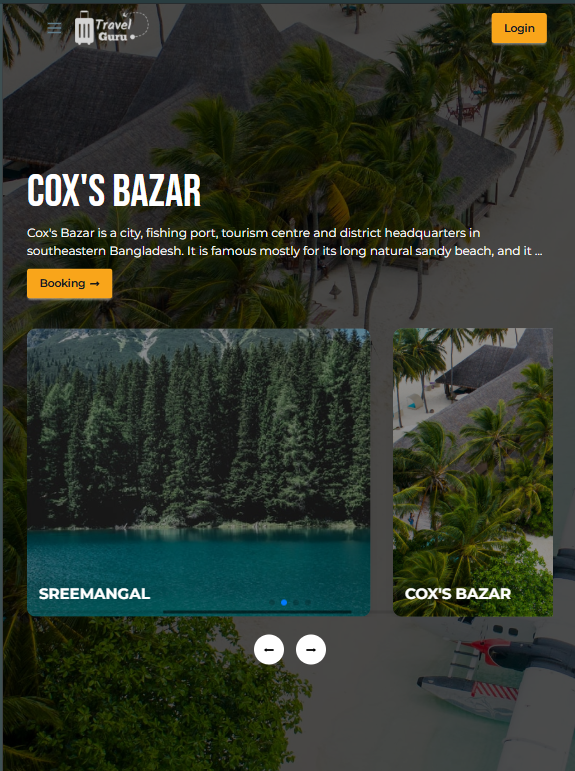 Travel
Guru
Login
COX'S BAZAR
Cox's Bazar is a city, fishing port, tourism centre and district headquarters in
southeastern Bangladesh. It is famous mostly for its long natural sandy beach, and it ...
Booking →
SREEMANGAL
COX'S BAZAR